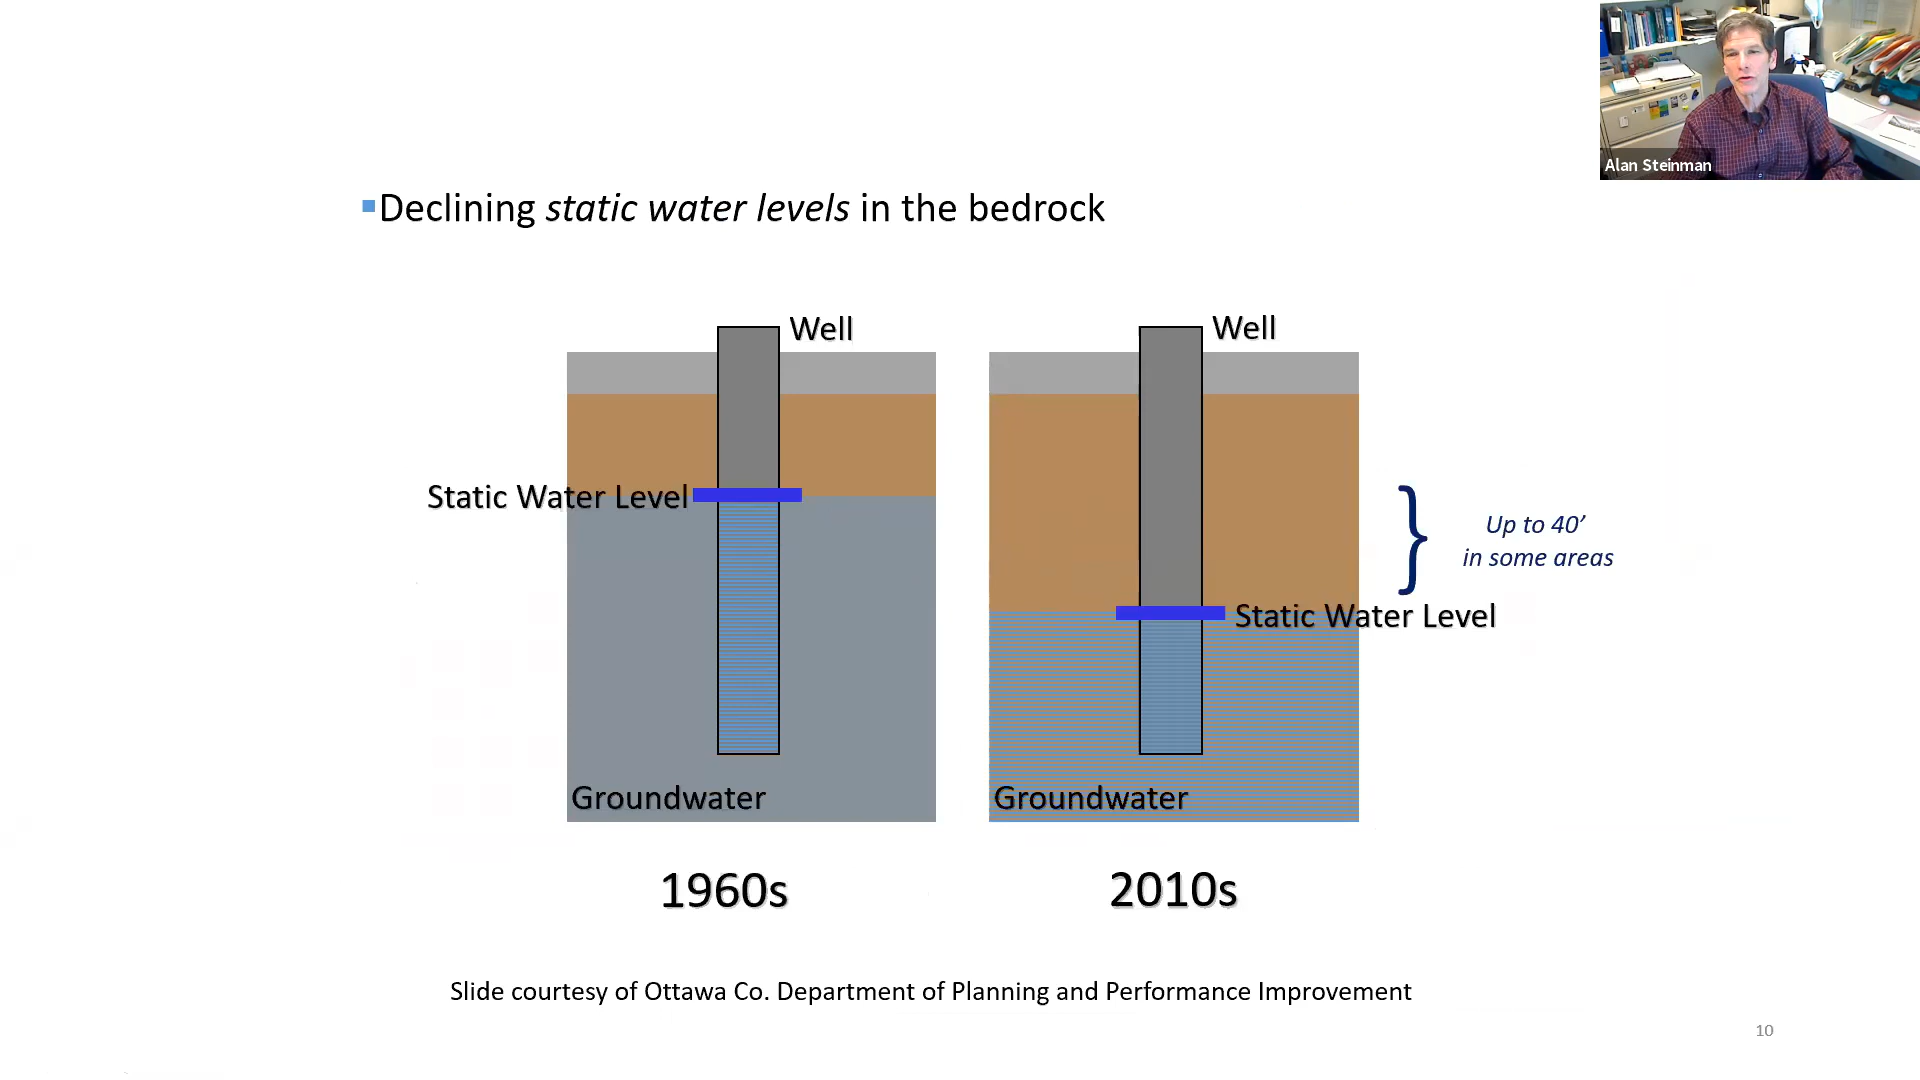 Alan Steinman
▪Declining static water levels in the bedrock
Well
Well
Static Water Level
Up to 40’
in some areas
Static Water Level
Groundwater
Groundwater
1960s
2010s
Slide courtesy of Ottawa Co. Department of Planning and Performance Improvement
10